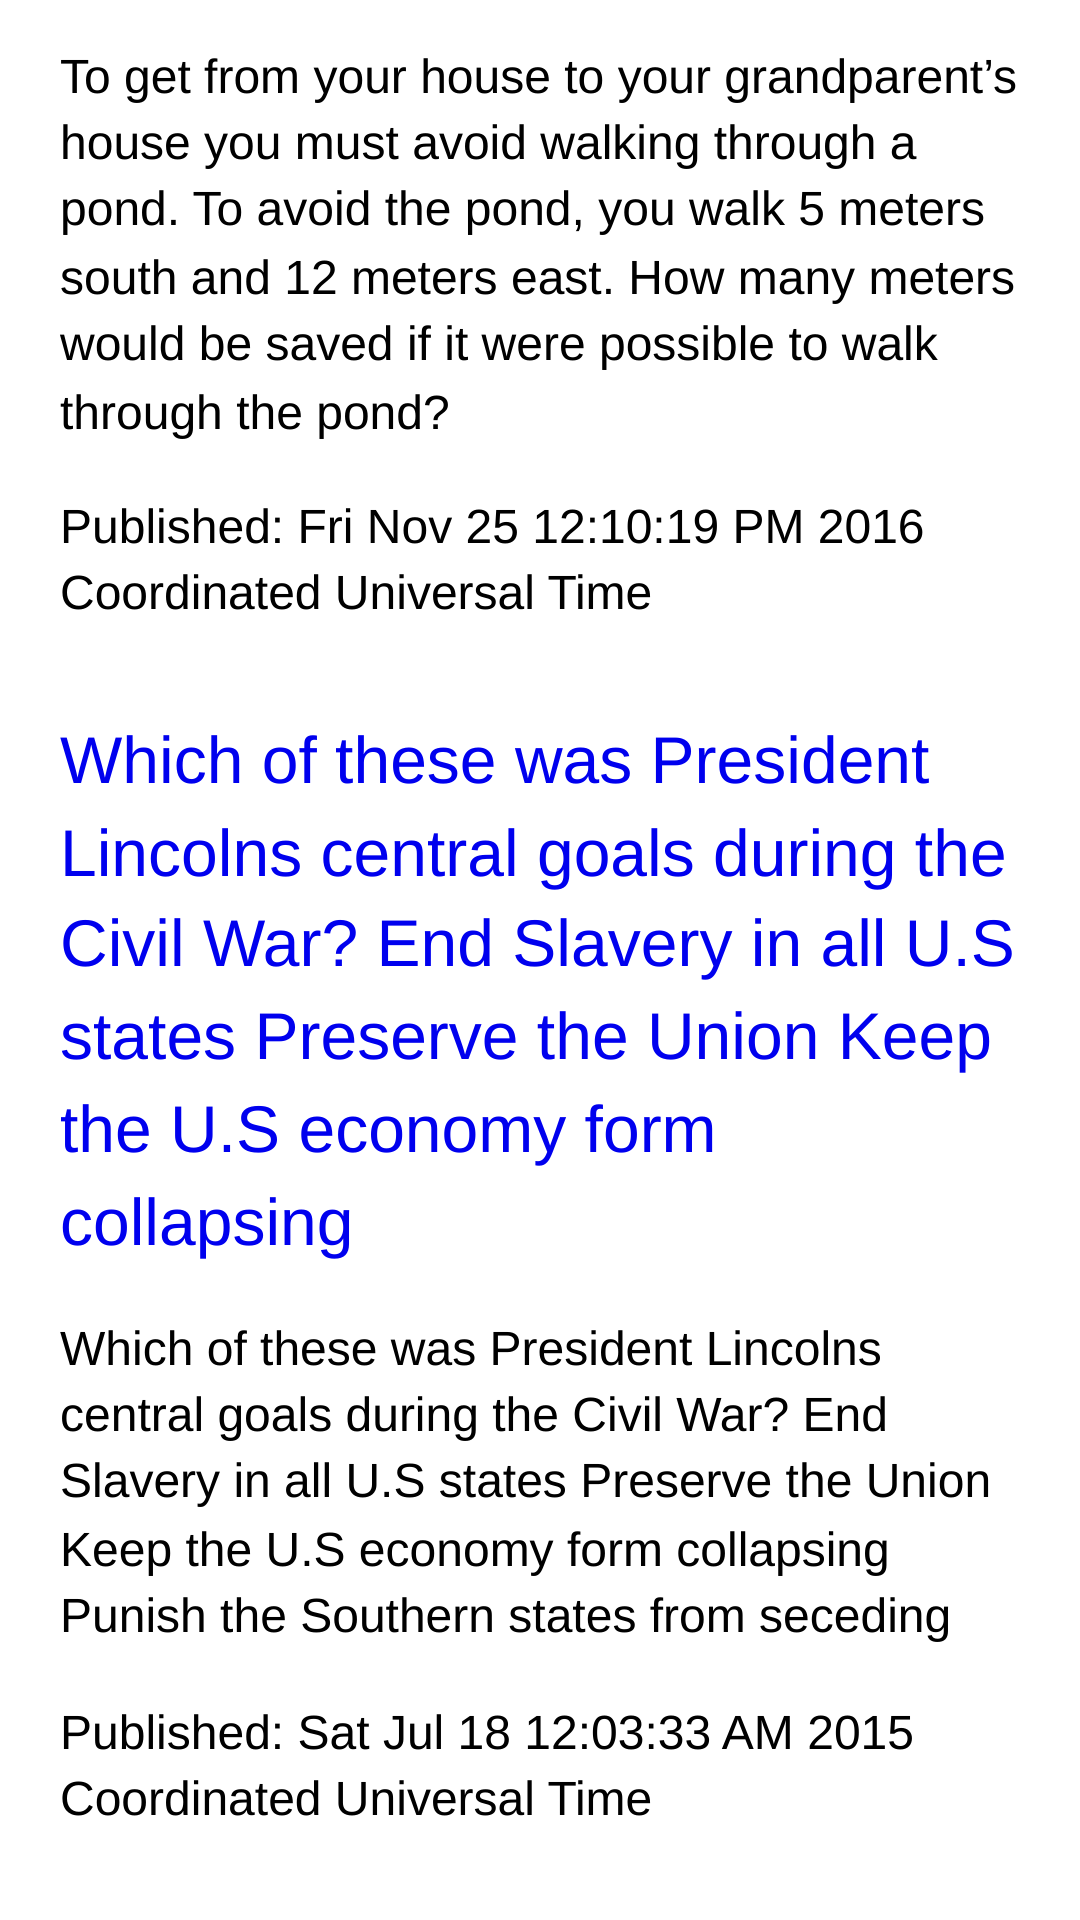 To get from your house to your grandparent’s
house you must avoid walking through a
pond. To avoid the pond, you walk 5 meters
south and 12 meters east. How many meters
would be saved if it were possible to walk
through the pond?
Published: Fri Nov 25 12:10:19 PM 2016
Coordinated Universal Time
Which of these was President
Lincolns central goals during the
Civil War? End Slavery in all U.S
states Preserve the Union Keep
the U.S economy form
collapsing
Which of these was President Lincolns
central goals during the Civil War? End
Slavery in all U.S states Preserve the Union
Keep the U.S economy form collapsing
Punish the Southern states from seceding
Published: Sat Jul 18 12:03:33 AM 2015
Coordinated Universal Time